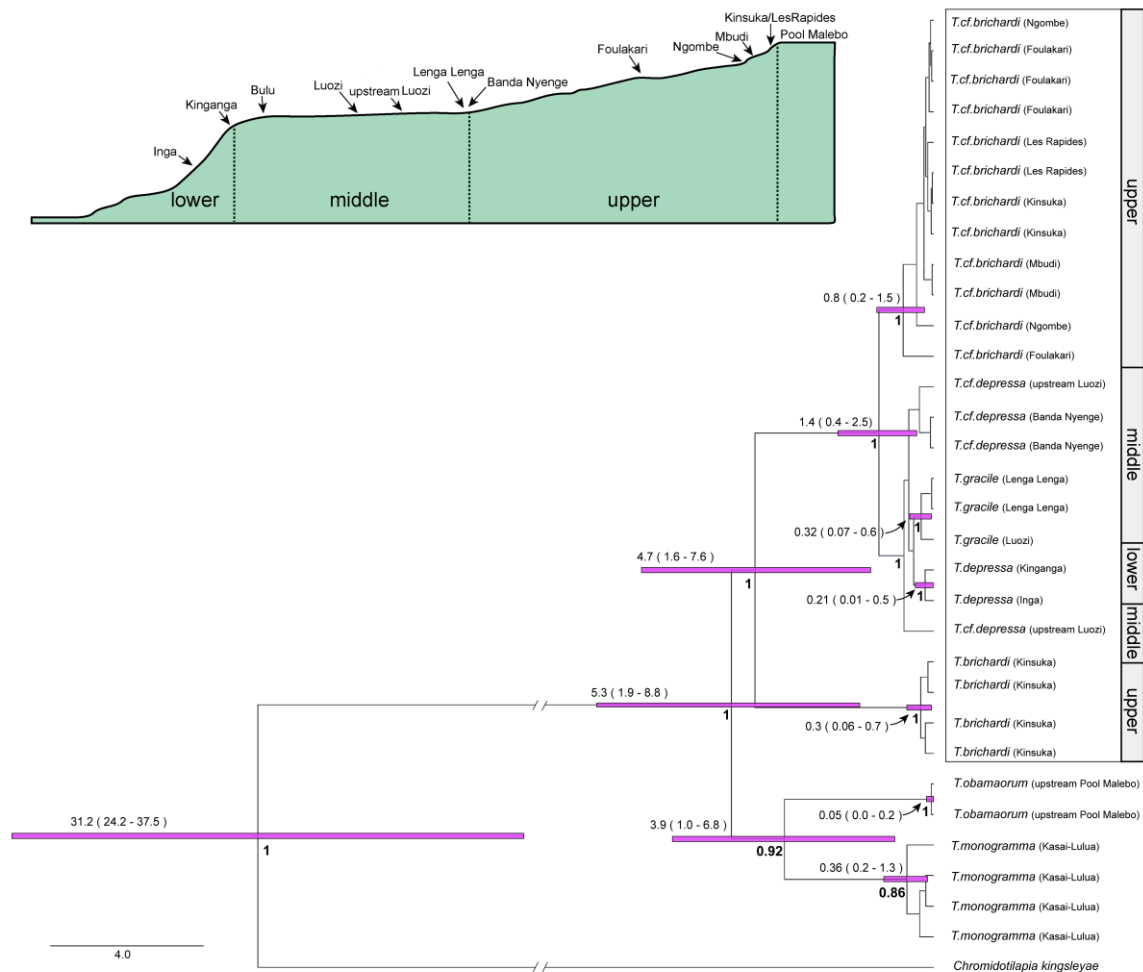 Kinsuka/LesRapides
Mbudi
Pool Malebo
Ngombe
Foulakari
Lenga Lenga
Banda Nyenge
Luozi
upstream Luozi
Bulu
Kinganga
Inga
lower
middle
upper
T.cf.brichardi (Ngombe)
T.cf.brichardi (Foulakari)
T.cf.brichardi (Foulakari)
T.cf.brichardi (Foulakari)
T.cf.brichardi (Les Rapides)
T.cf.brichardi (Les Rapides)
T.cf.brichardi (Kinsuka)
T.cf.brichardi (Kinsuka)
T.cf.brichardi (Mbudi)
T.cf.brichardi (Mbudi)
T.cf.brichardi (Ngombe)
T.cf.brichardi (Foulakari)
upper
0.8 ( 0.2 - 1.5 )
1
T.cf.depressa (upstream Luozi)
T.cf.depressa (Banda Nyenge)
T.cf.depressa (Banda Nyenge)
T.gracile (Lenga Lenga)
T.gracile (Lenga Lenga)
T.gracile (Luozi)
middle
1.4 ( 0.4 - 2.5)
1
0.32 ( 0.07 - 0.6 )
1
1
T.depressa (Kinganga)
T.depressa (Inga)
lower
0.21 ( 0.01 - 0.5 )
1
T.cf.depressa (upstream Luozi)
middle
4.7 ( 1.6 - 7.6)
1
T.brichardi (Kinsuka)
T.brichardi (Kinsuka)
T.brichardi (Kinsuka)
T.brichardi (Kinsuka)
upper
5.3 ( 1.9 - 8.8)
1
0.3 ( 0.06 - 0.7 )
1
T.obamaorum (upstream Pool Malebo)
T.obamaorum (upstream Pool Malebo)
0.05 ( 0.0 - 0.2 )
1
31.2 ( 24.2 - 37.5)
1
3.9 ( 1.0 - 6.8)
0.92
T.monogramma (Kasai-Lulua)
T.monogramma (Kasai-Lulua)
T.monogramma (Kasai-Lulua)
T.monogramma (Kasai-Lulua)
0.36 ( 0.2 - 1.3)
0.86
4.0
Chromidotilapia kingsleyae